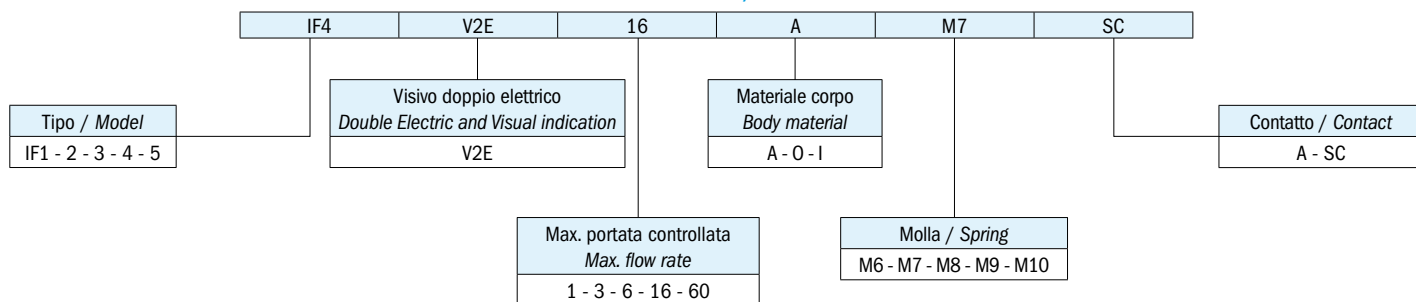 IF4 V2E 16 A M7 SC
Visivo doppio elettrico
Double Electric and Visual indication
V2E
Materiale corpo
Body material
A - O - I
Tipo / Model
IF1 - 2 - 3 - 4 - 5
Contatto / Contact
A - SC
Max. portata controllata
Max. flow rate
1 - 3 - 6 - 16 - 60
Molla / Spring
M6 - M7 - M8 - M9 - M10